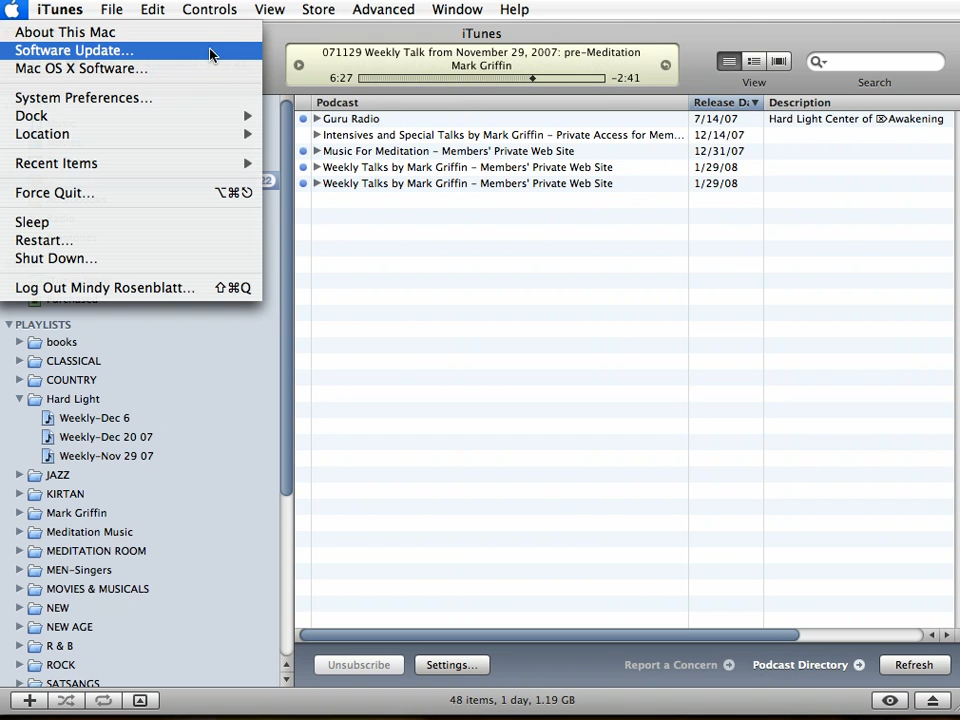 iTunes File Edit Controls View Store Advanced Window Help
About This Mac
Software Update...
Mac OS X Software...
System Preferences...
Dock
Location
Recent Items
Force Quit... ⌥⌘⎋
Sleep
Restart...
Shut Down...
Log Out Mindy Rosenblatt... ⇧⌘Q
iTunes
071129 Weekly Talk from November 29, 2007: pre-Meditation
Mark Griffin
6:27 -2:41
View
Search
Podcast Release Da Description
Guru Radio 7/14/07 Hard Light Center of ⌦Awakening
Intensives and Special Talks by Mark Griffin – Private Access for Mem... 12/14/07
Music For Meditation – Members' Private Web Site 12/31/07
Weekly Talks by Mark Griffin – Members' Private Web Site 1/29/08
Weekly Talks by Mark Griffin – Members' Private Web Site 1/29/08
22
Purchased
PLAYLISTS
books
CLASSICAL
COUNTRY
Hard Light
Weekly-Dec 6
Weekly-Dec 20 07
Weekly-Nov 29 07
JAZZ
KIRTAN
Mark Griffin
Meditation Music
MEDITATION ROOM
MEN-Singers
MOVIES & MUSICALS
NEW
NEW AGE
R & B
ROCK
SATSANGS
Unsubscribe Settings... Report a Concern Podcast Directory Refresh
48 items, 1 day, 1.19 GB